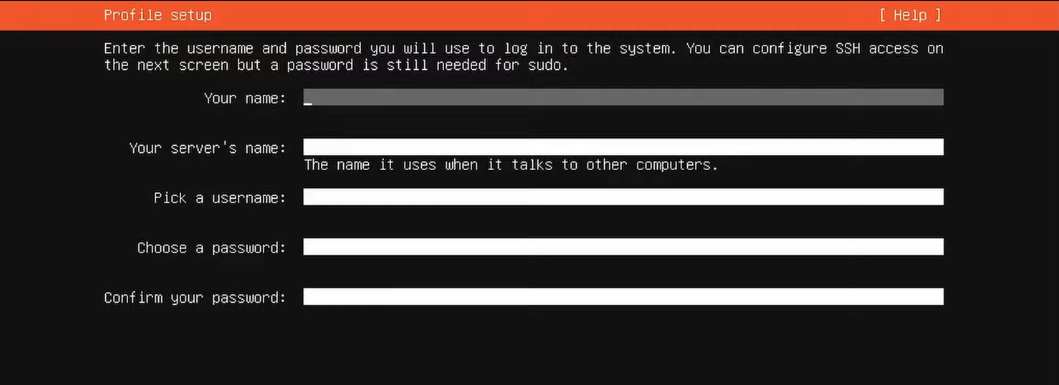 Profile setup [ Help ]
Enter the username and password you will use to log in to the system. You can configure SSH access on
the next screen but a password is still needed for sudo.
Your name:
Your server's name:
The name it uses when it talks to other computers.
Pick a username:
Choose a password:
Confirm your password: